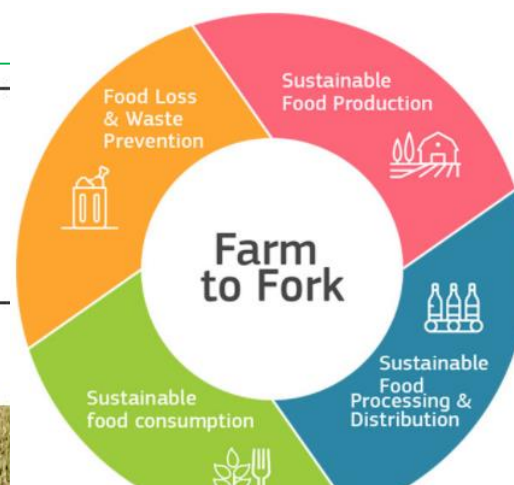 Food Loss
& Waste
Prevention
Sustainable
Food Production
Farm
to Fork
Sustainable
Food
Processing &
Distribution
Sustainable
food consumption